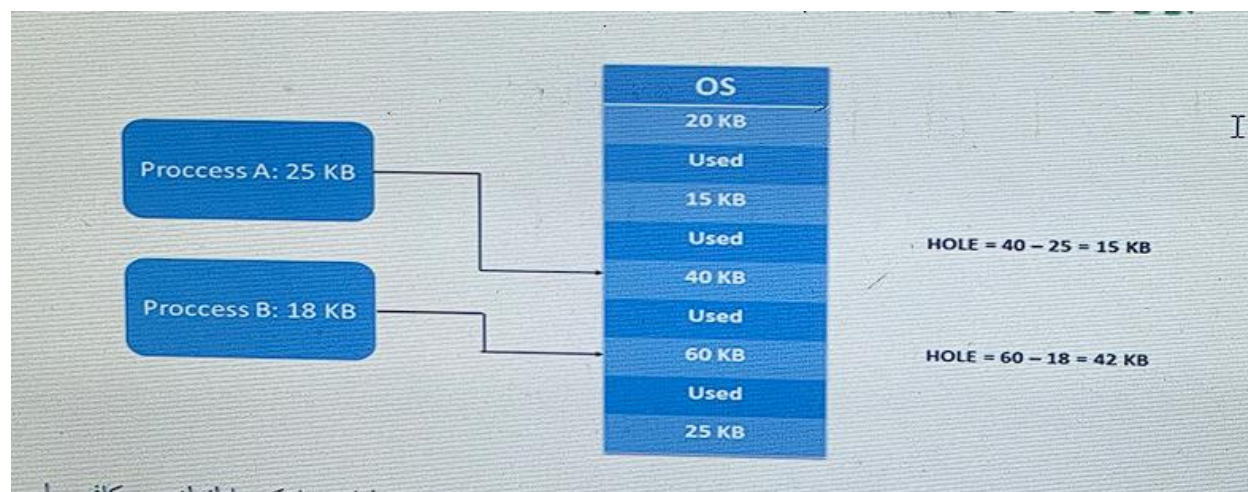 OS
20 KB
Used
Proccess A: 25 KB
15 KB
Used
HOLE = 40 – 25 = 15 KB
40 KB
Proccess B: 18 KB
Used
60 KB
HOLE = 60 – 18 = 42 KB
Used
25 KB